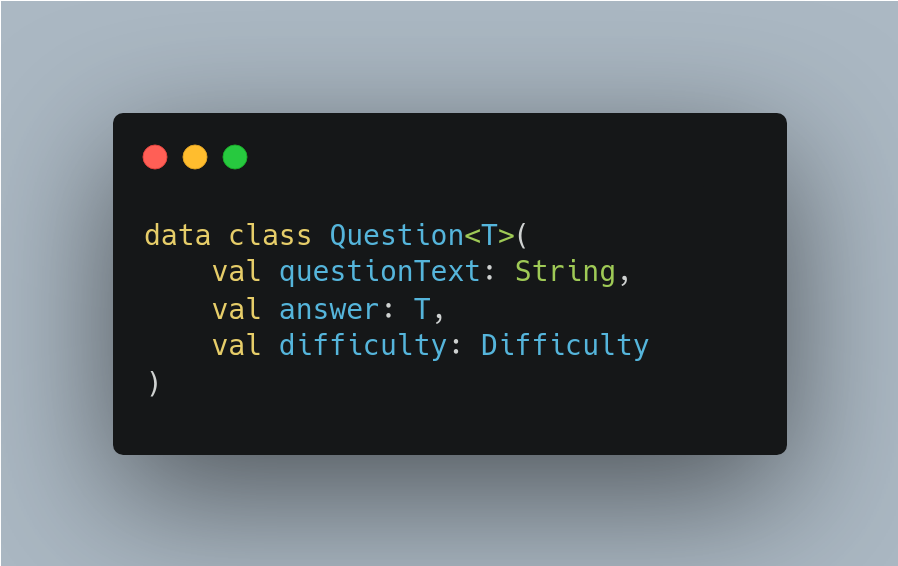 data class Question<T>(
    val questionText: String,
    val answer: T,
    val difficulty: Difficulty
)